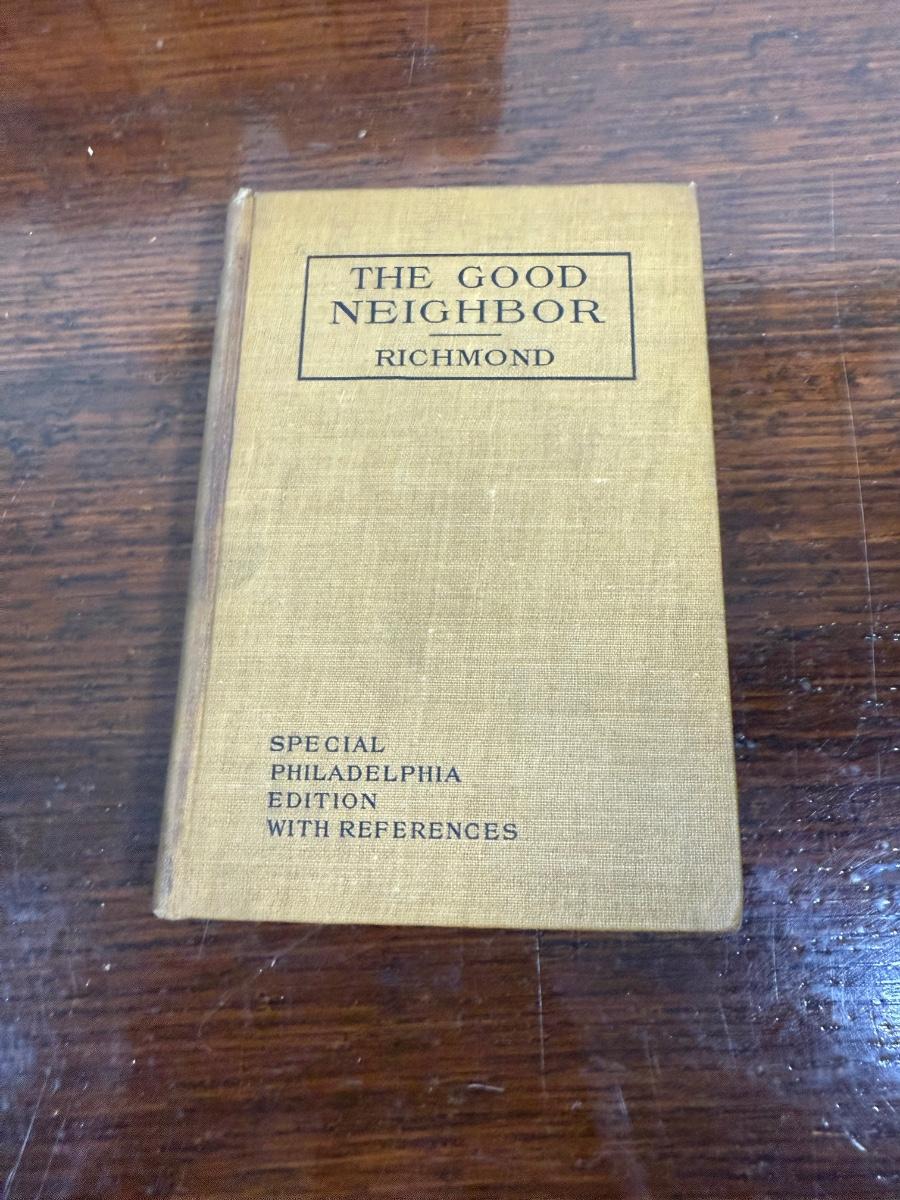 THE GOOD
NEIGHBOR
RICHMOND
SPECIAL
PHILADELPHIA
EDITION
WITH REFERENCES